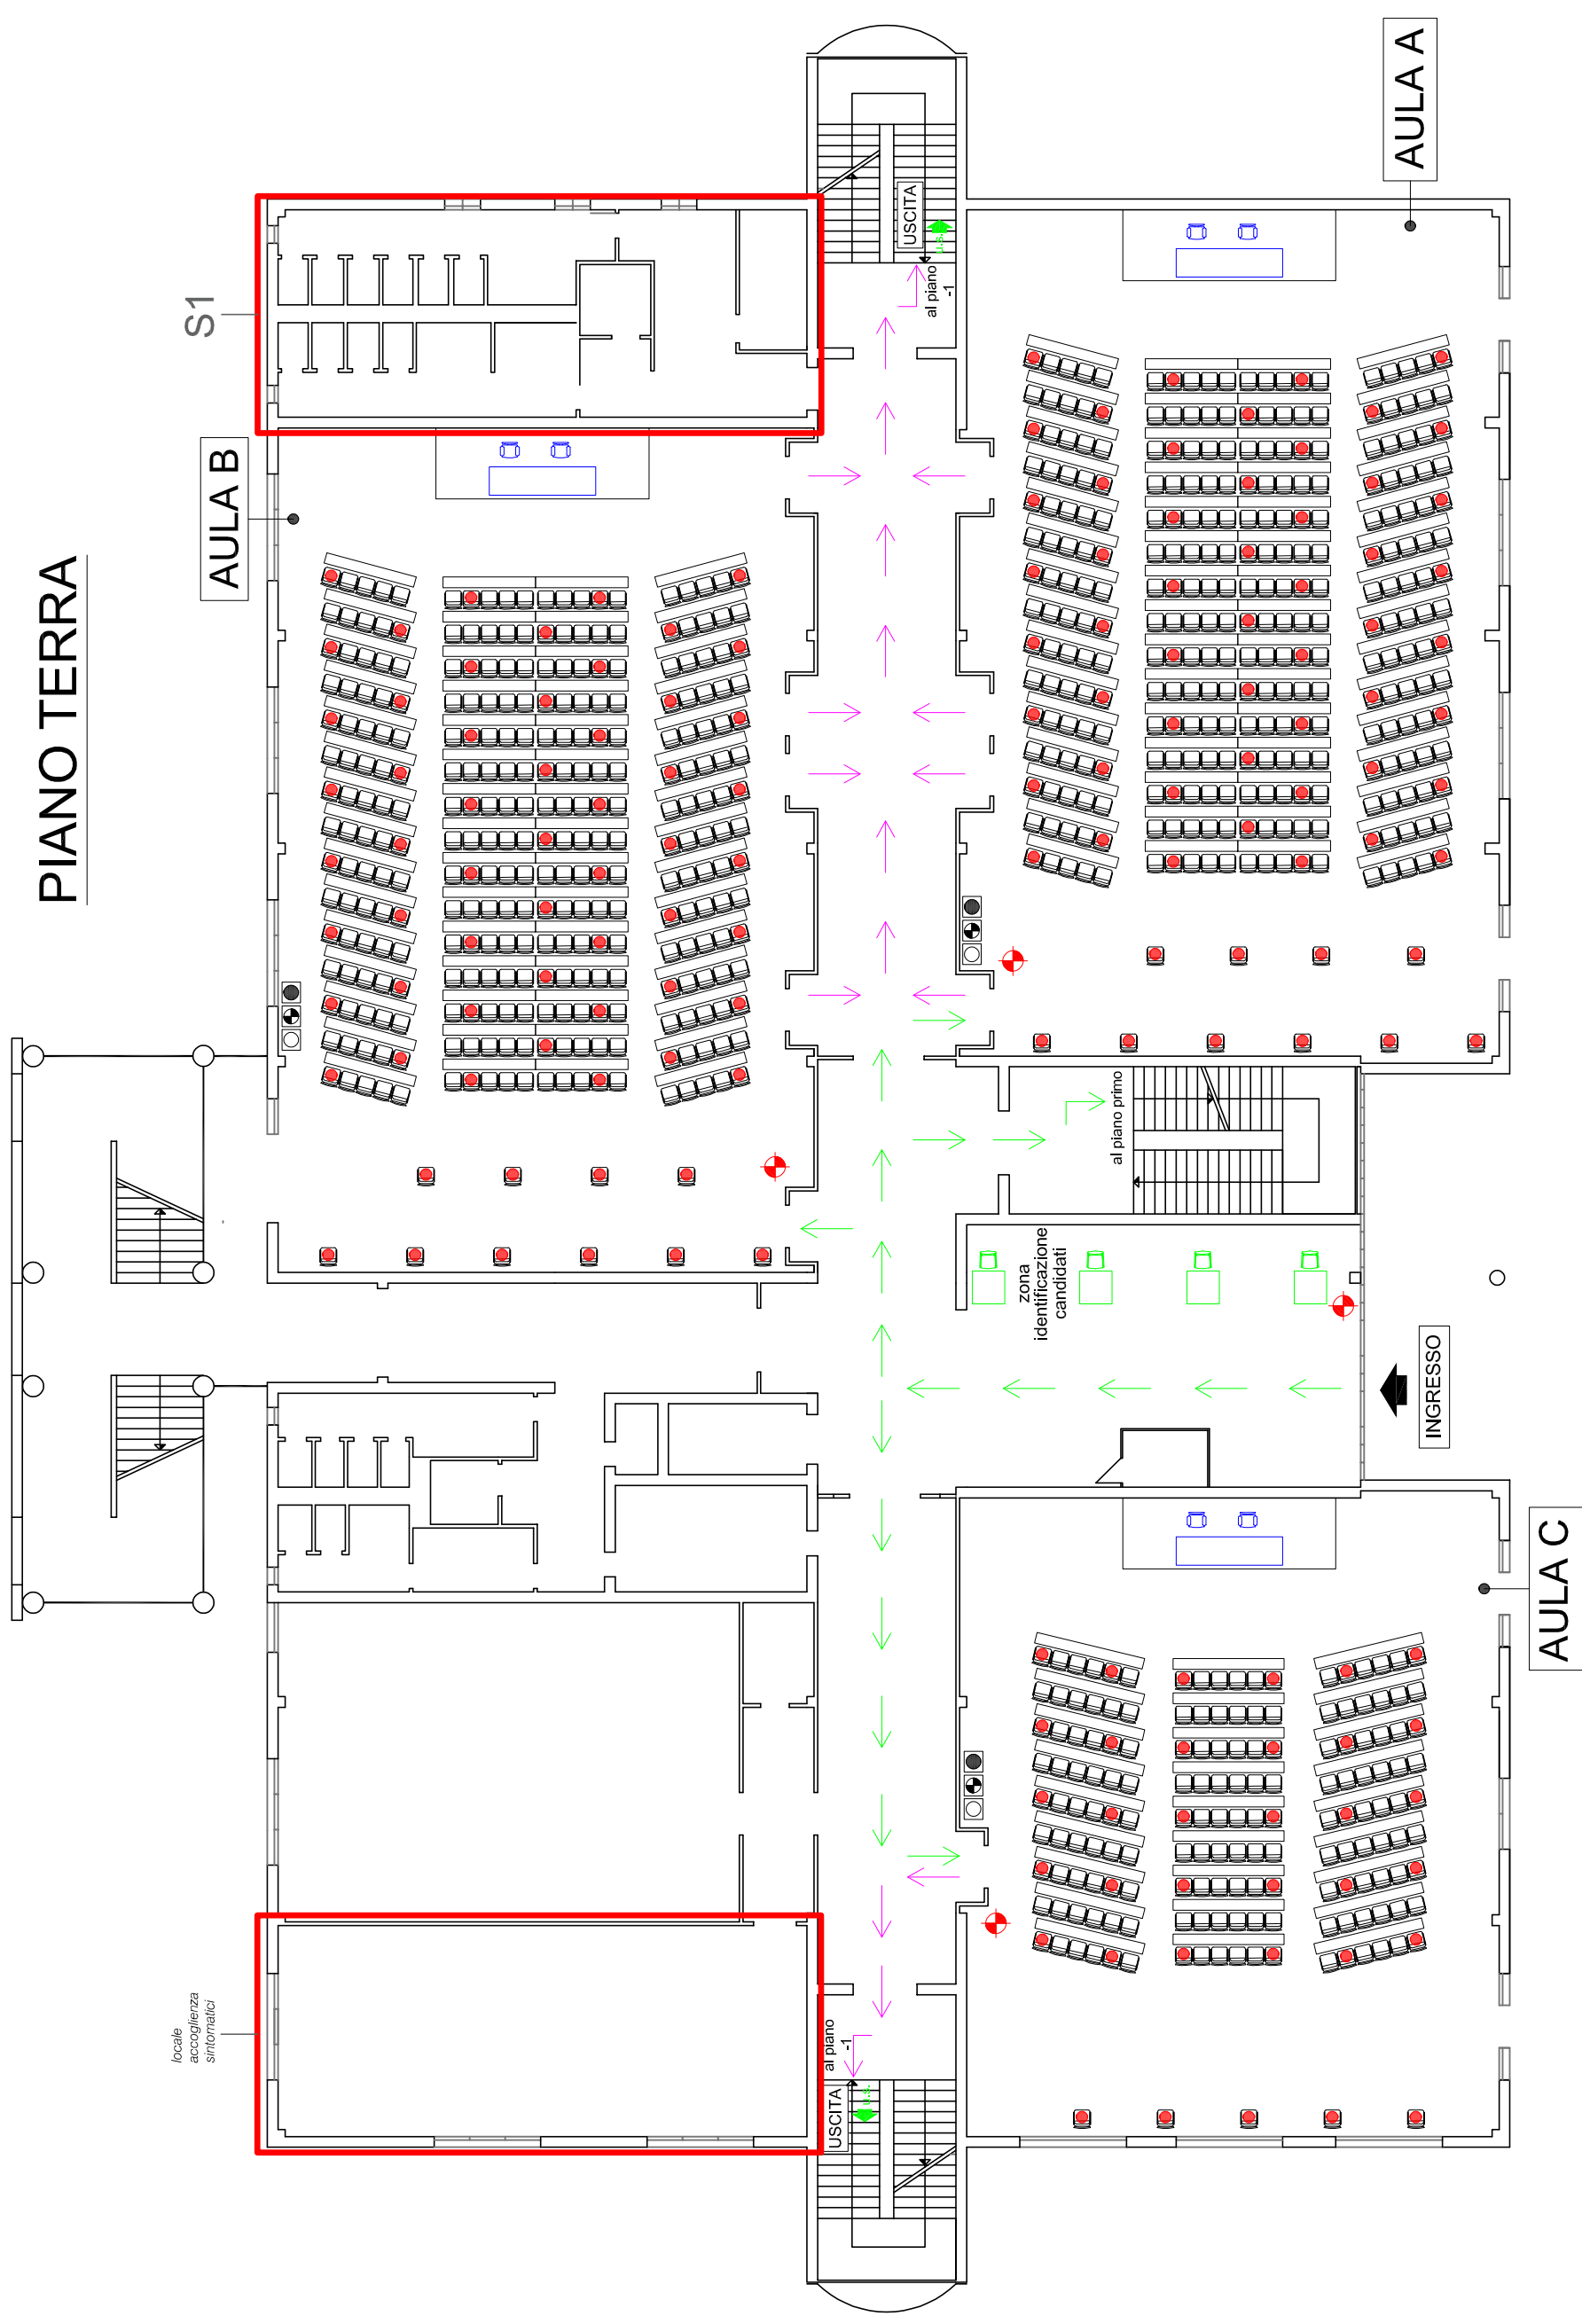 PIANO TERRA
AULA A
AULA B
S1
USCITA
u.s.
al piano
-1
al piano primo
zona
identificazione
candidati
INGRESSO
AULA C
locale
accoglienza
sintomatici
al piano
-1
USCITA
u.s.